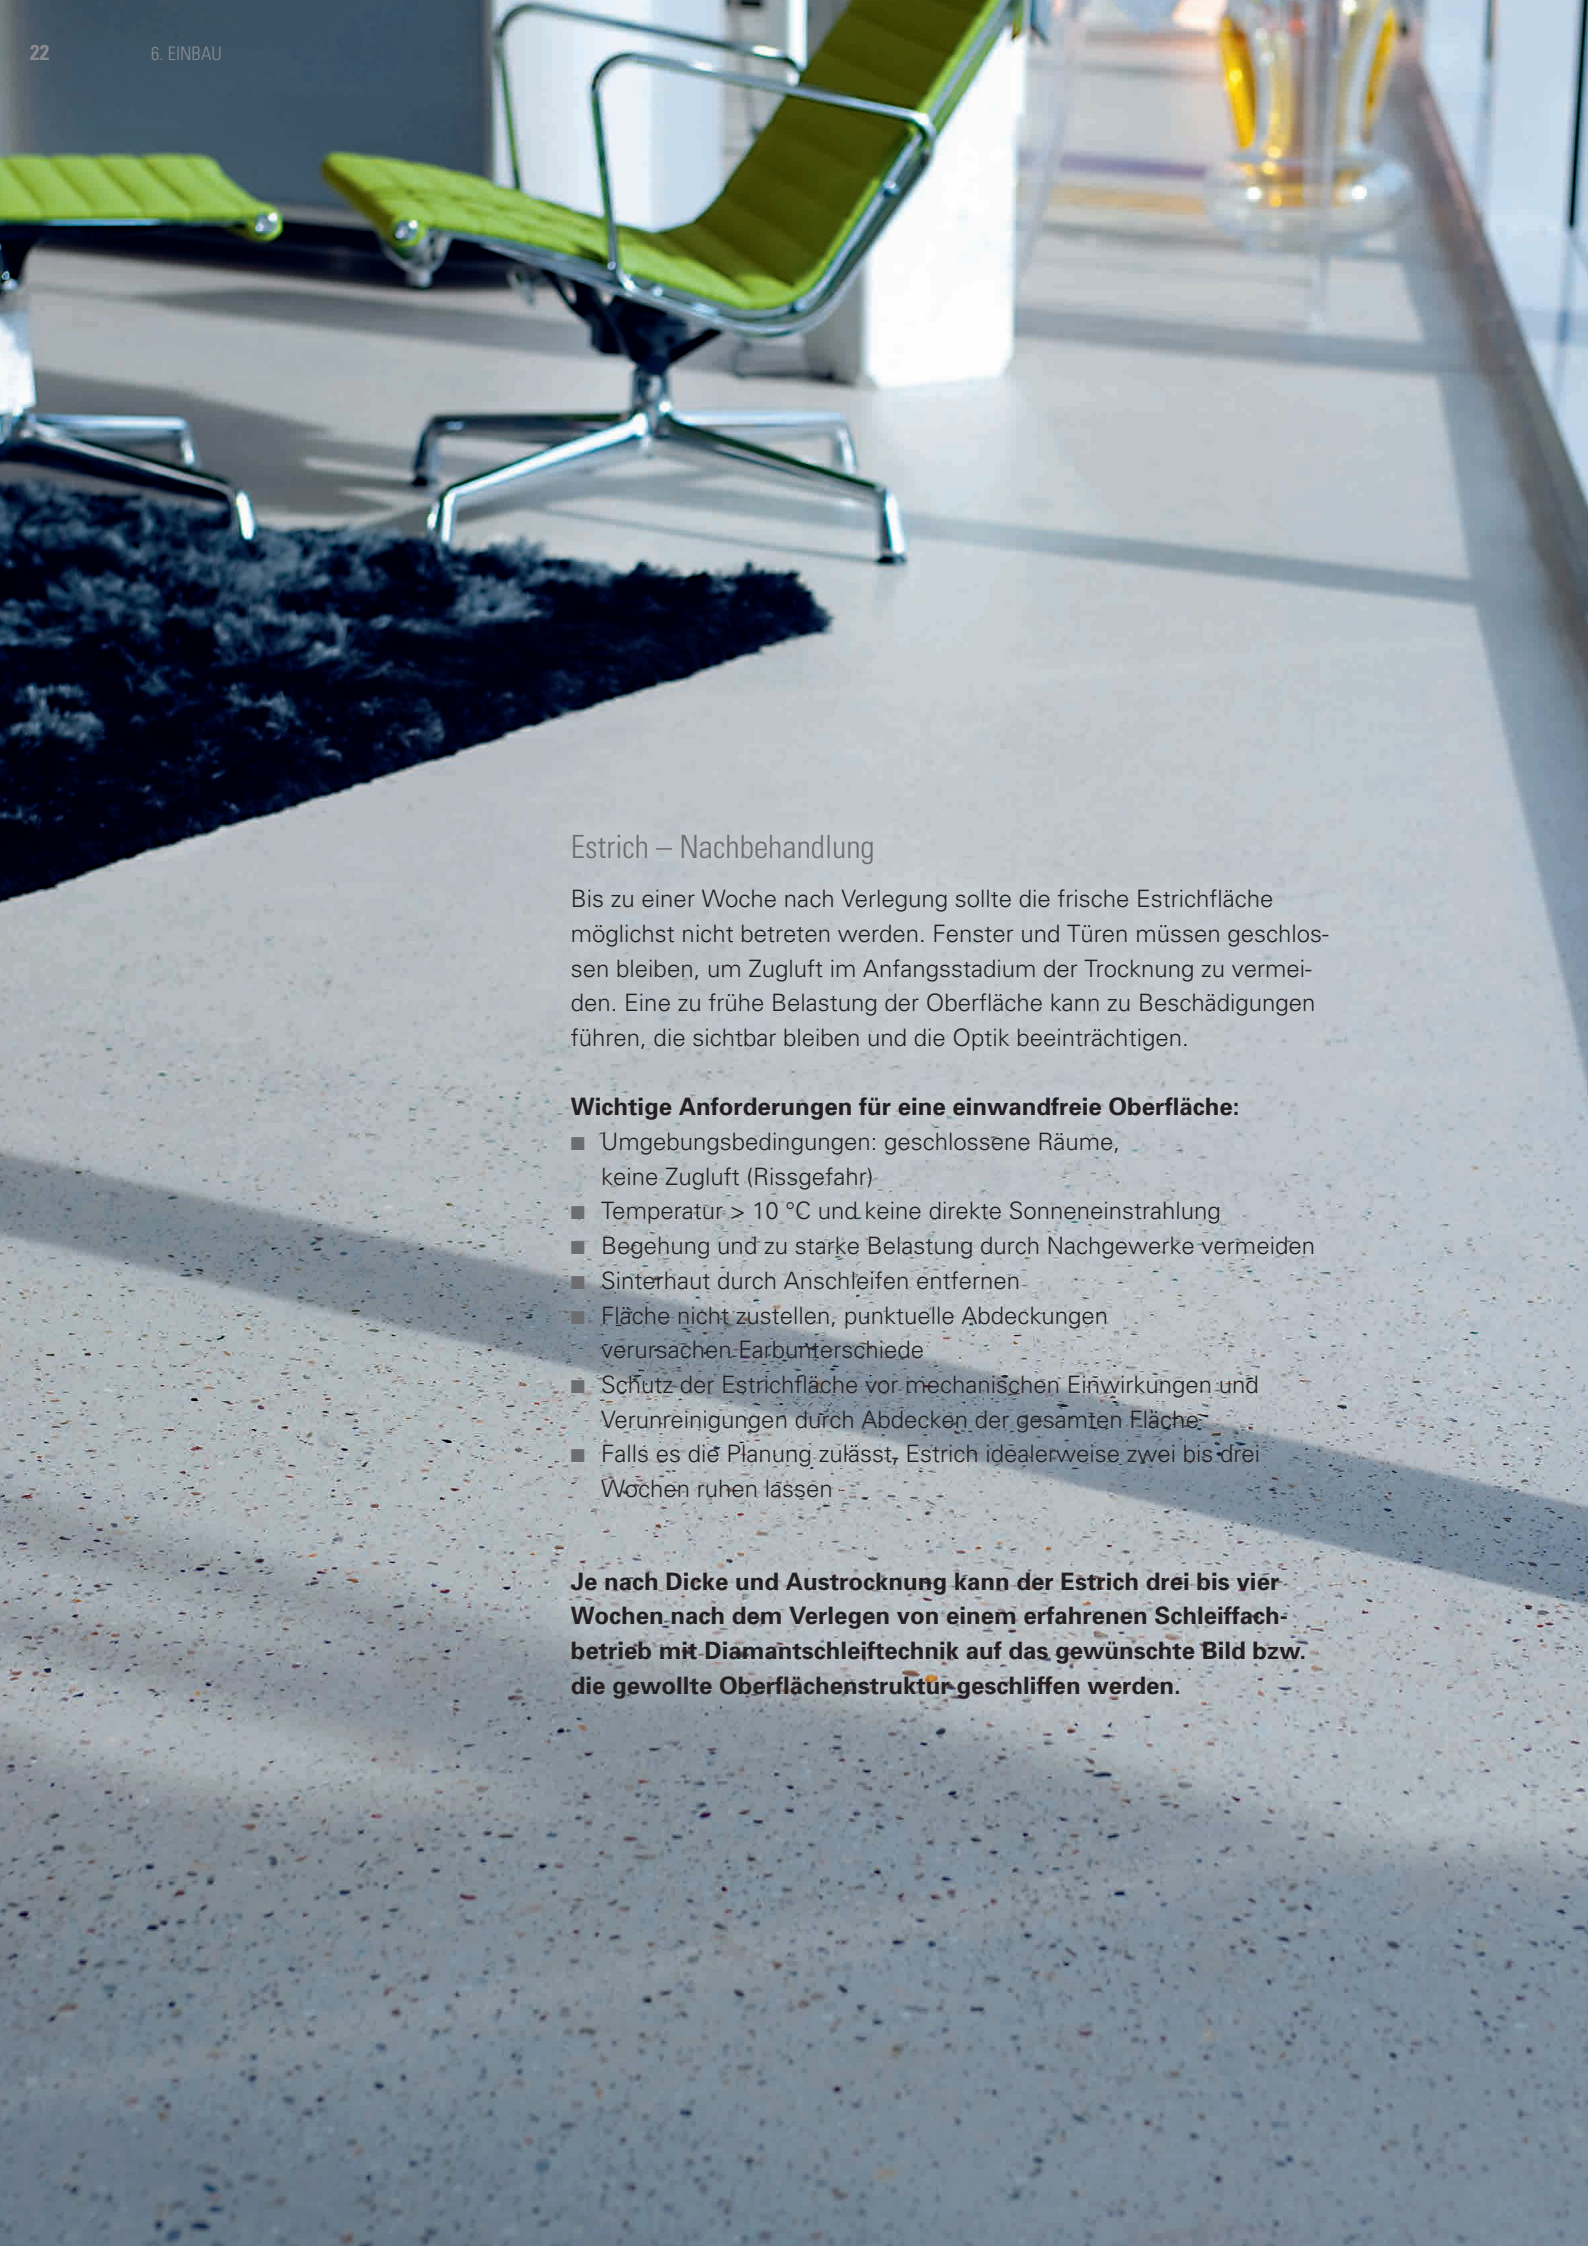 22
6. EINBAU
Estrich – Nachbehandlung
Bis zu einer Woche nach Verlegung sollte die frische Estrichfläche
möglichst nicht betreten werden. Fenster und Türen müssen geschlos-
sen bleiben, um Zugluft im Anfangsstadium der Trocknung zu vermei-
den. Eine zu frühe Belastung der Oberfläche kann zu Beschädigungen
führen, die sichtbar bleiben und die Optik beeinträchtigen.
Wichtige Anforderungen für eine einwandfreie Oberfläche:
■ Umgebungsbedingungen: geschlossene Räume,
keine Zugluft (Rissgefahr)
■ Temperatur > 10 °C und keine direkte Sonneneinstrahlung
■ Begehung und zu starke Belastung durch Nachgewerke vermeiden
■ Sinterhaut durch Anschleifen entfernen
■ Fläche nicht zustellen, punktuelle Abdeckungen
verursachen Farbunterschiede
■ Schutz der Estrichfläche vor mechanischen Einwirkungen und
Verunreinigungen durch Abdecken der gesamten Fläche
■ Falls es die Planung zulässt, Estrich idealerweise zwei bis drei
Wochen ruhen lassen
Je nach Dicke und Austrocknung kann der Estrich drei bis vier
Wochen nach dem Verlegen von einem erfahrenen Schleiffach-
betrieb mit Diamantschleiftechnik auf das gewünschte Bild bzw.
die gewollte Oberflächenstruktur geschliffen werden.